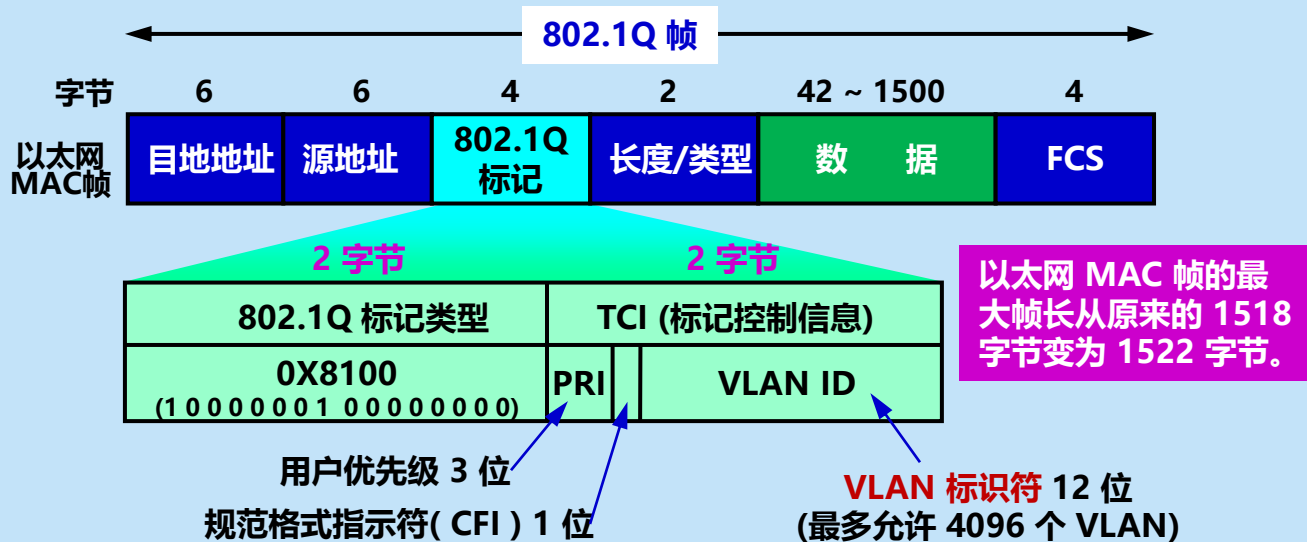 802.1Q 帧
字节 6 6 4 2 42 ~ 1500 4
以太网
MAC帧
目地地址
源地址
802.1Q
标记
长度/类型
数 据
FCS
2 字节 2 字节
802.1Q 标记类型 TCI (标记控制信息)
0X8100
(1 0 0 0 0 0 0 1 0 0 0 0 0 0 0 0)
PRI VLAN ID
以太网 MAC 帧的最
大帧长从原来的 1518
字节变为 1522 字节。
用户优先级 3 位
规范格式指示符( CFI ) 1 位
VLAN 标识符 12 位
(最多允许 4096 个 VLAN)